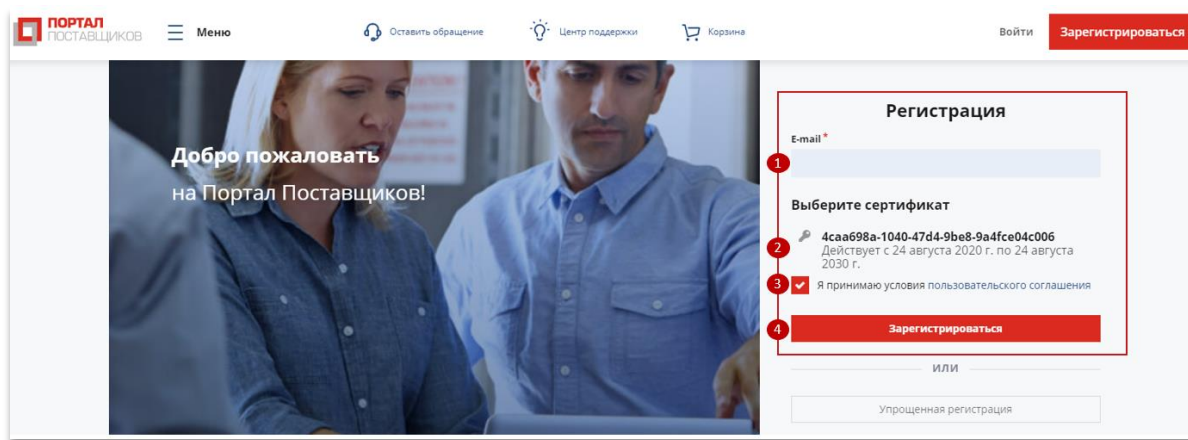 ПОРТАЛ
ПОСТАВЩИКОВ
Меню
Оставить обращение
Центр поддержки
Корзина
Войти
Зарегистрироваться
Добро пожаловать
на Портал Поставщиков!
Регистрация
E-mail *
1
Выберите сертификат
2
4caa698a-1040-47d4-9be8-9a4fce04c006
Действует с 24 августа 2020 г. по 24 августа
2030 г.
3
Я принимаю условия пользовательского соглашения
4
Зарегистрироваться
или
Упрощенная регистрация